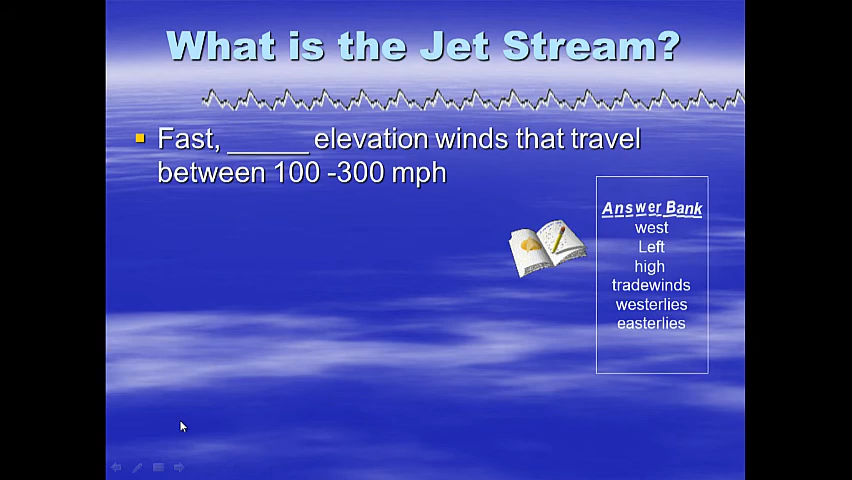 What is the Jet Stream?
Fast, _____ elevation winds that travel
between 100 -300 mph
Answer Bank
west
Left
high
tradewinds
westerlies
easterlies